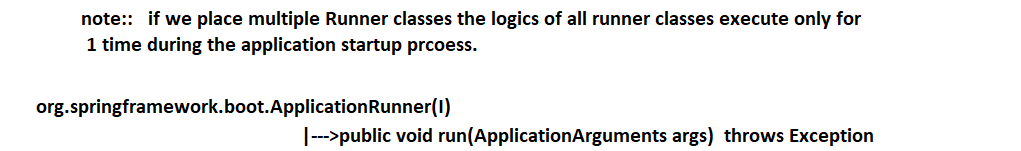 note::   if we place multiple Runner classes the logics of all runner classes execute only for
1 time during the application startup prcoess.
org.springframework.boot.ApplicationRunner(I)
|--->public void run(ApplicationArguments args)  throws Exception